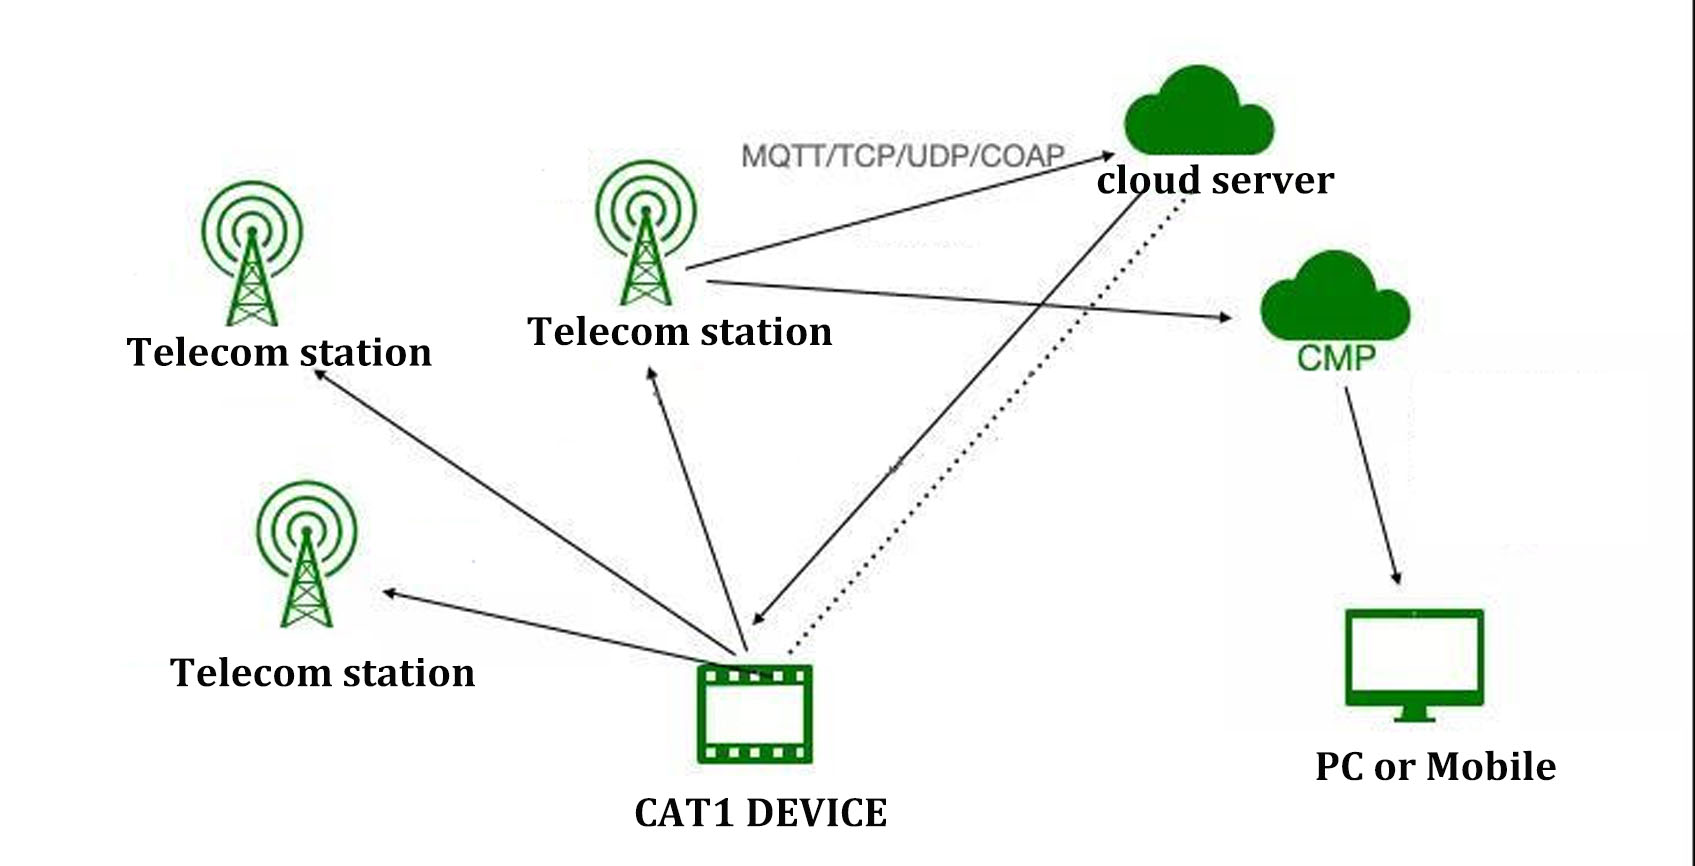 MQTT/TCP/UDP/COAP
cloud server
Telecom station
Telecom station
CMP
Telecom station
PC or Mobile
CAT1 DEVICE